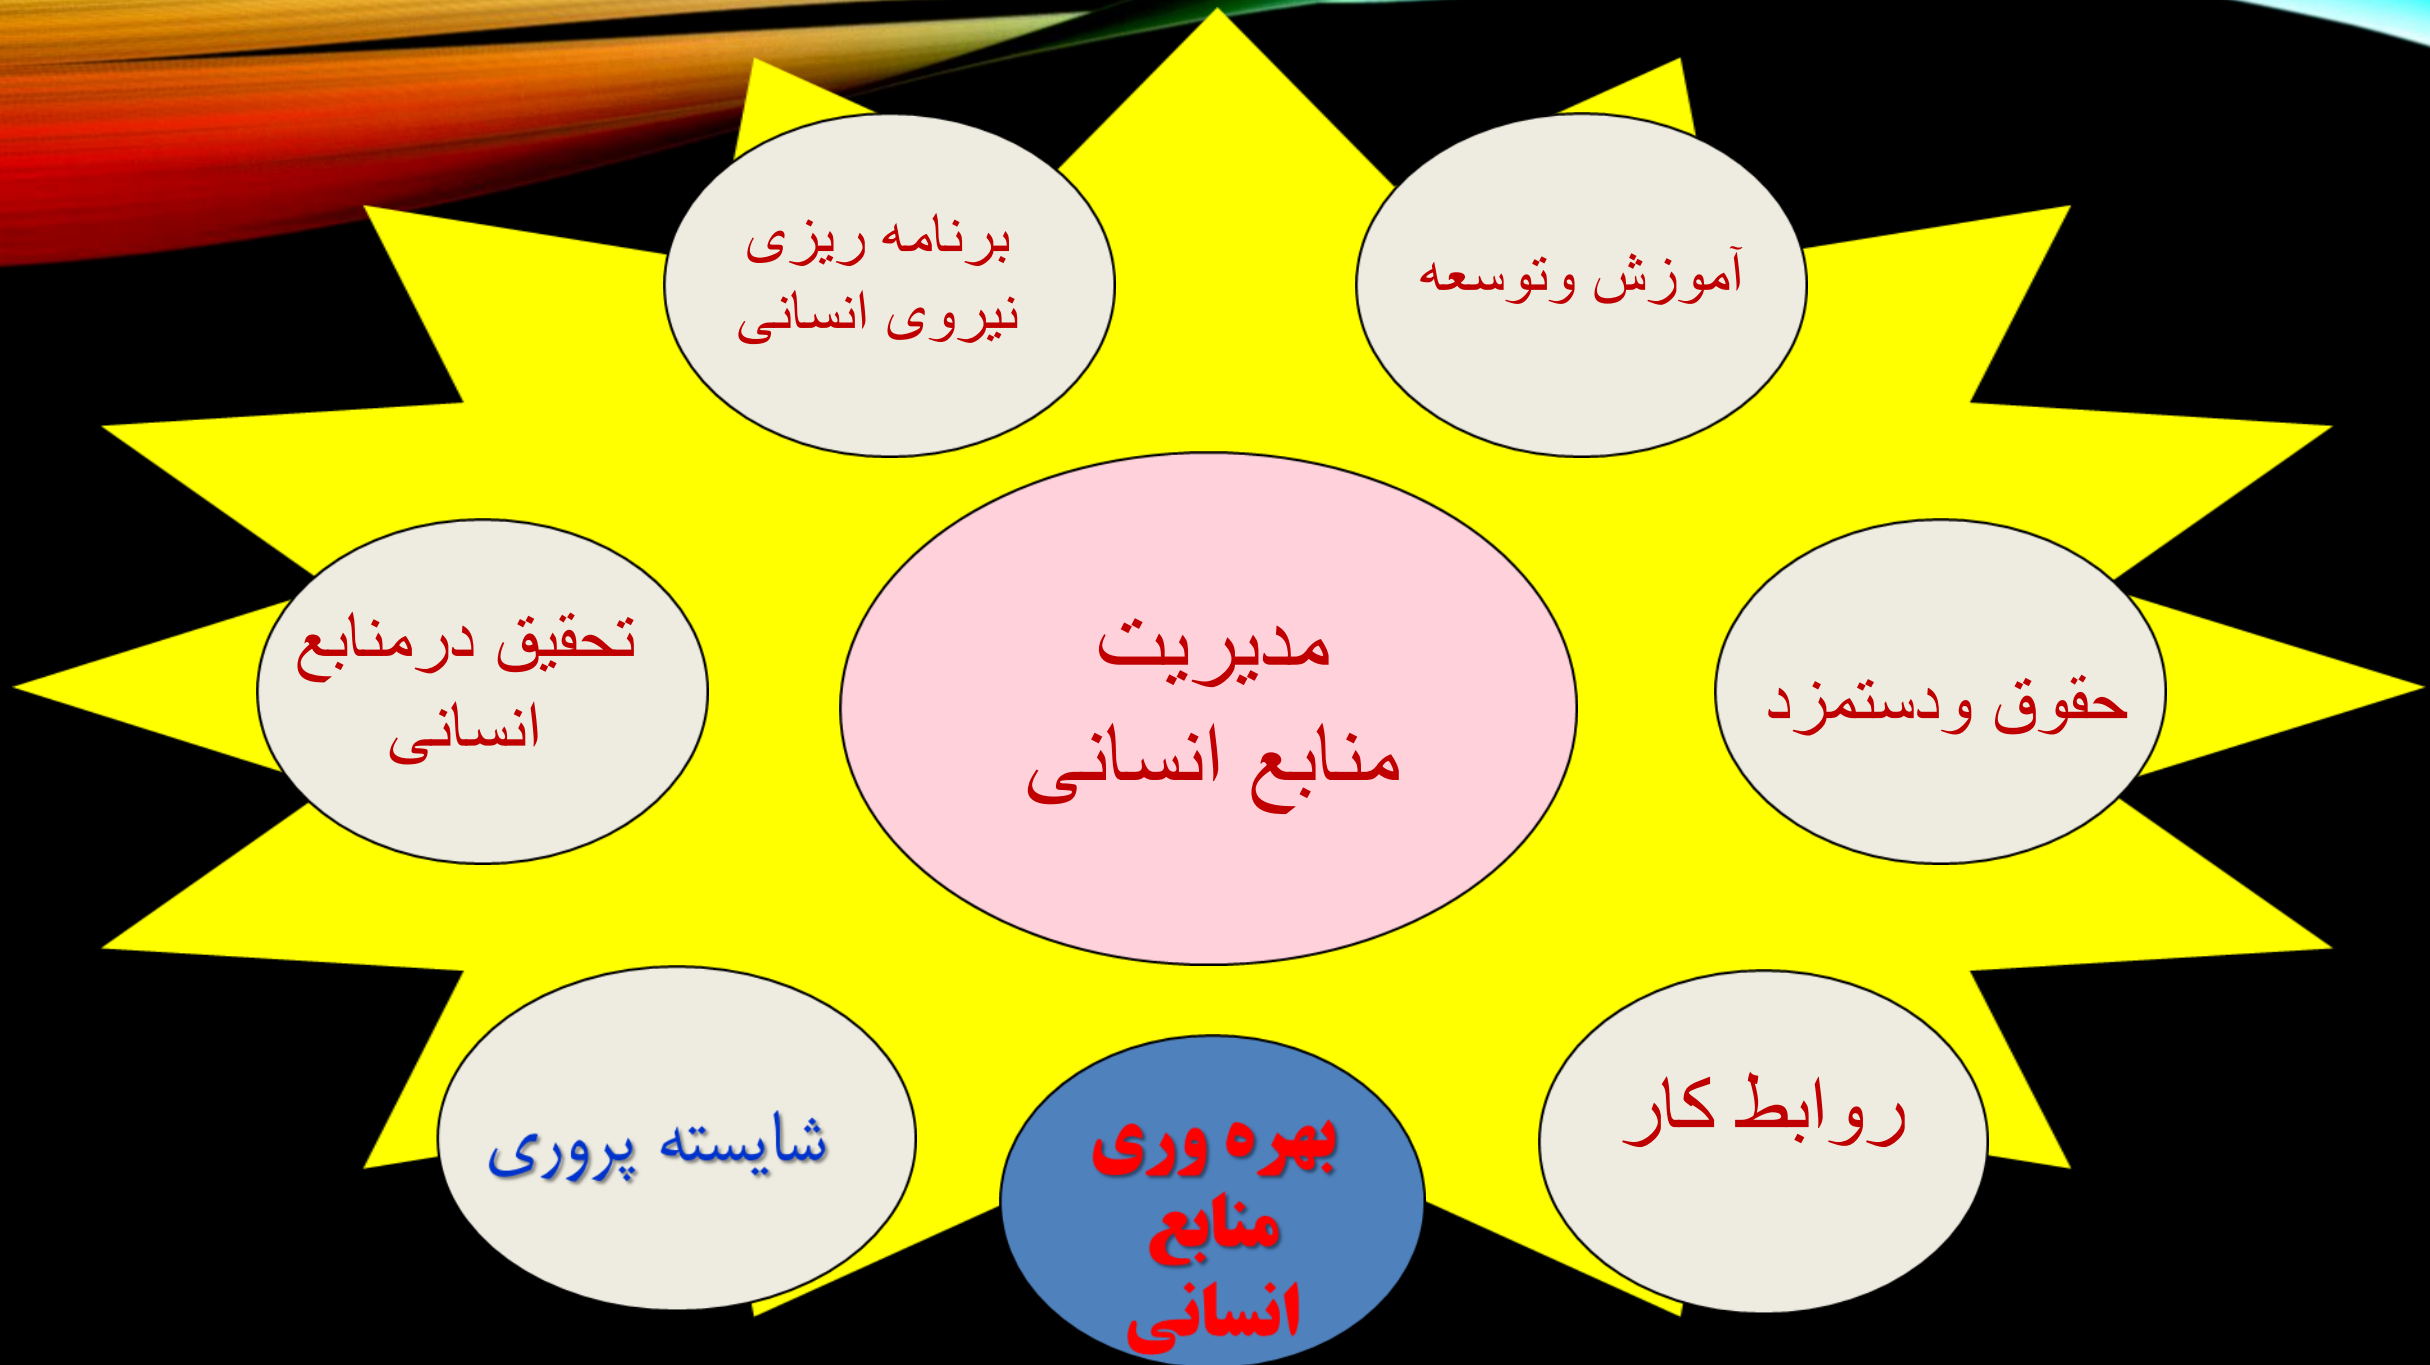 آموزش وتوسعه
برنامه ریزی
نیروی انسانی
حقوق ودستمزد
مدیریت
منابع انسانی
تحقیق درمنابع
انسانی
روابط کار
بهره وری
منابع
انسانی
شایسته پروری